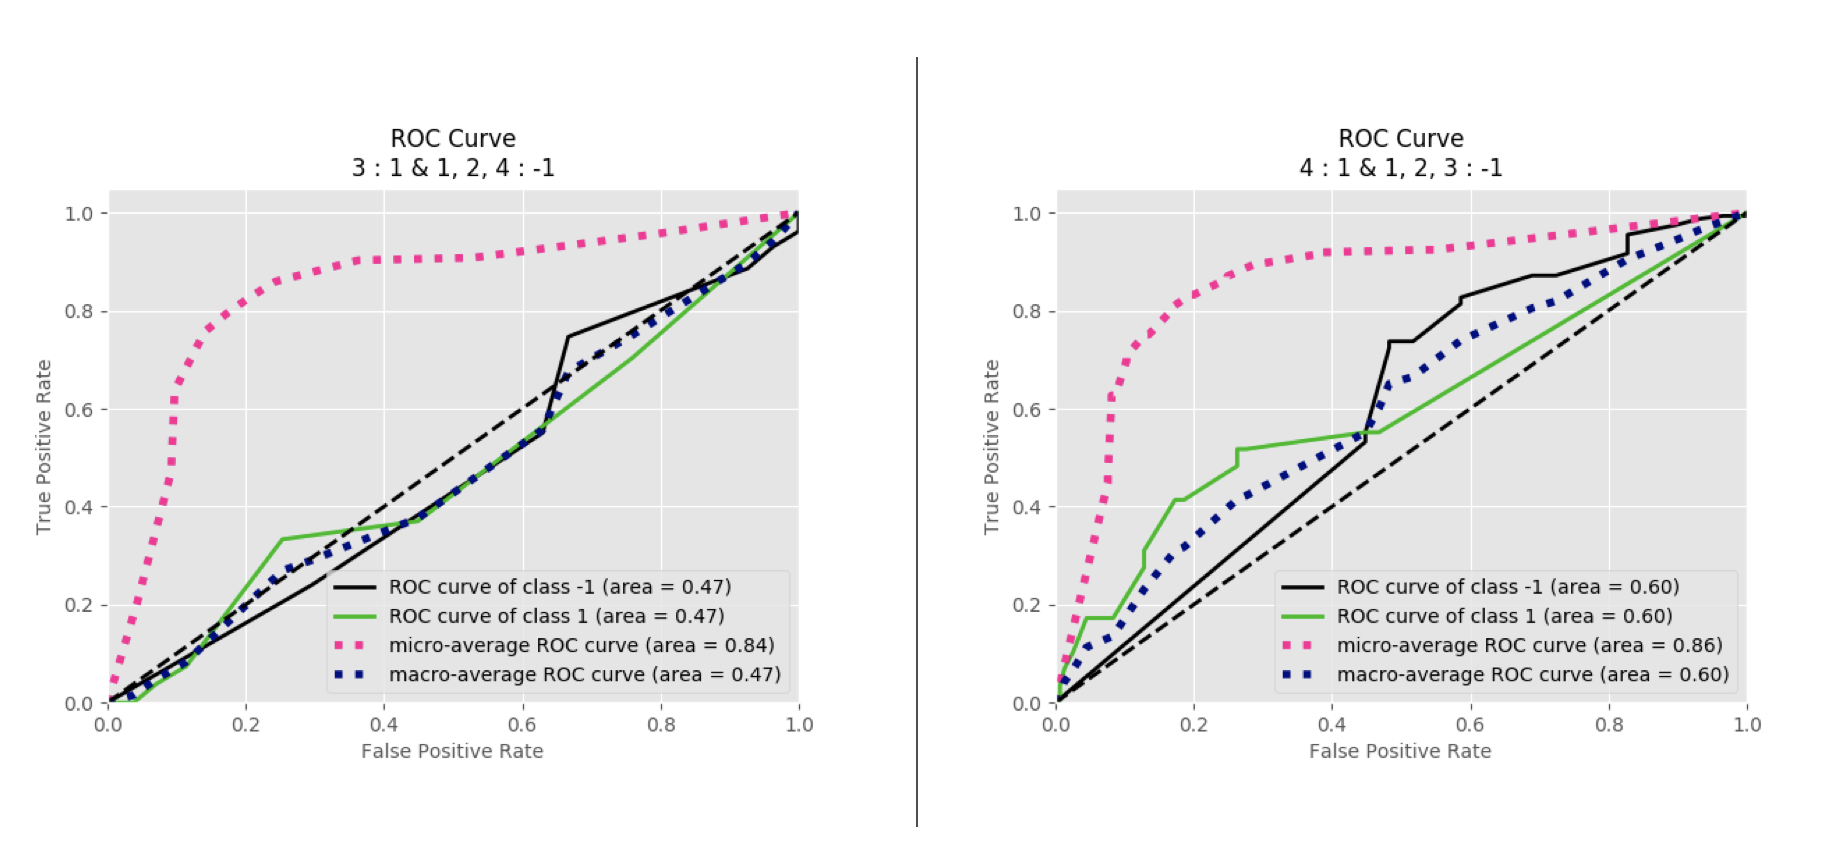 ROC Curve
3 : 1 & 1, 2, 4 : -1
True Positive Rate
1.0
0.8
0.6
0.4
0.2
0.0
ROC curve of class -1 (area = 0.47)
ROC curve of class 1 (area = 0.47)
micro-average ROC curve (area = 0.84)
macro-average ROC curve (area = 0.47)
0.0 0.2 0.4 0.6 0.8 1.0
False Positive Rate
ROC Curve
4 : 1 & 1, 2, 3 : -1
True Positive Rate
1.0
0.8
0.6
0.4
0.2
0.0
ROC curve of class -1 (area = 0.60)
ROC curve of class 1 (area = 0.60)
micro-average ROC curve (area = 0.86)
macro-average ROC curve (area = 0.60)
0.0 0.2 0.4 0.6 0.8 1.0
False Positive Rate